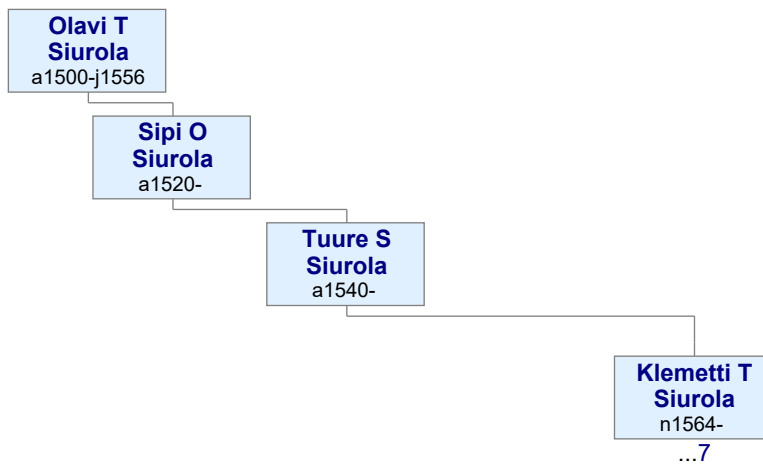 Olavi T
Siurola
a1500-j1556
Sipi O
Siurola
a1520-
Tuure S
Siurola
a1540-
Klemetti T
Siurola
n1564-
...7